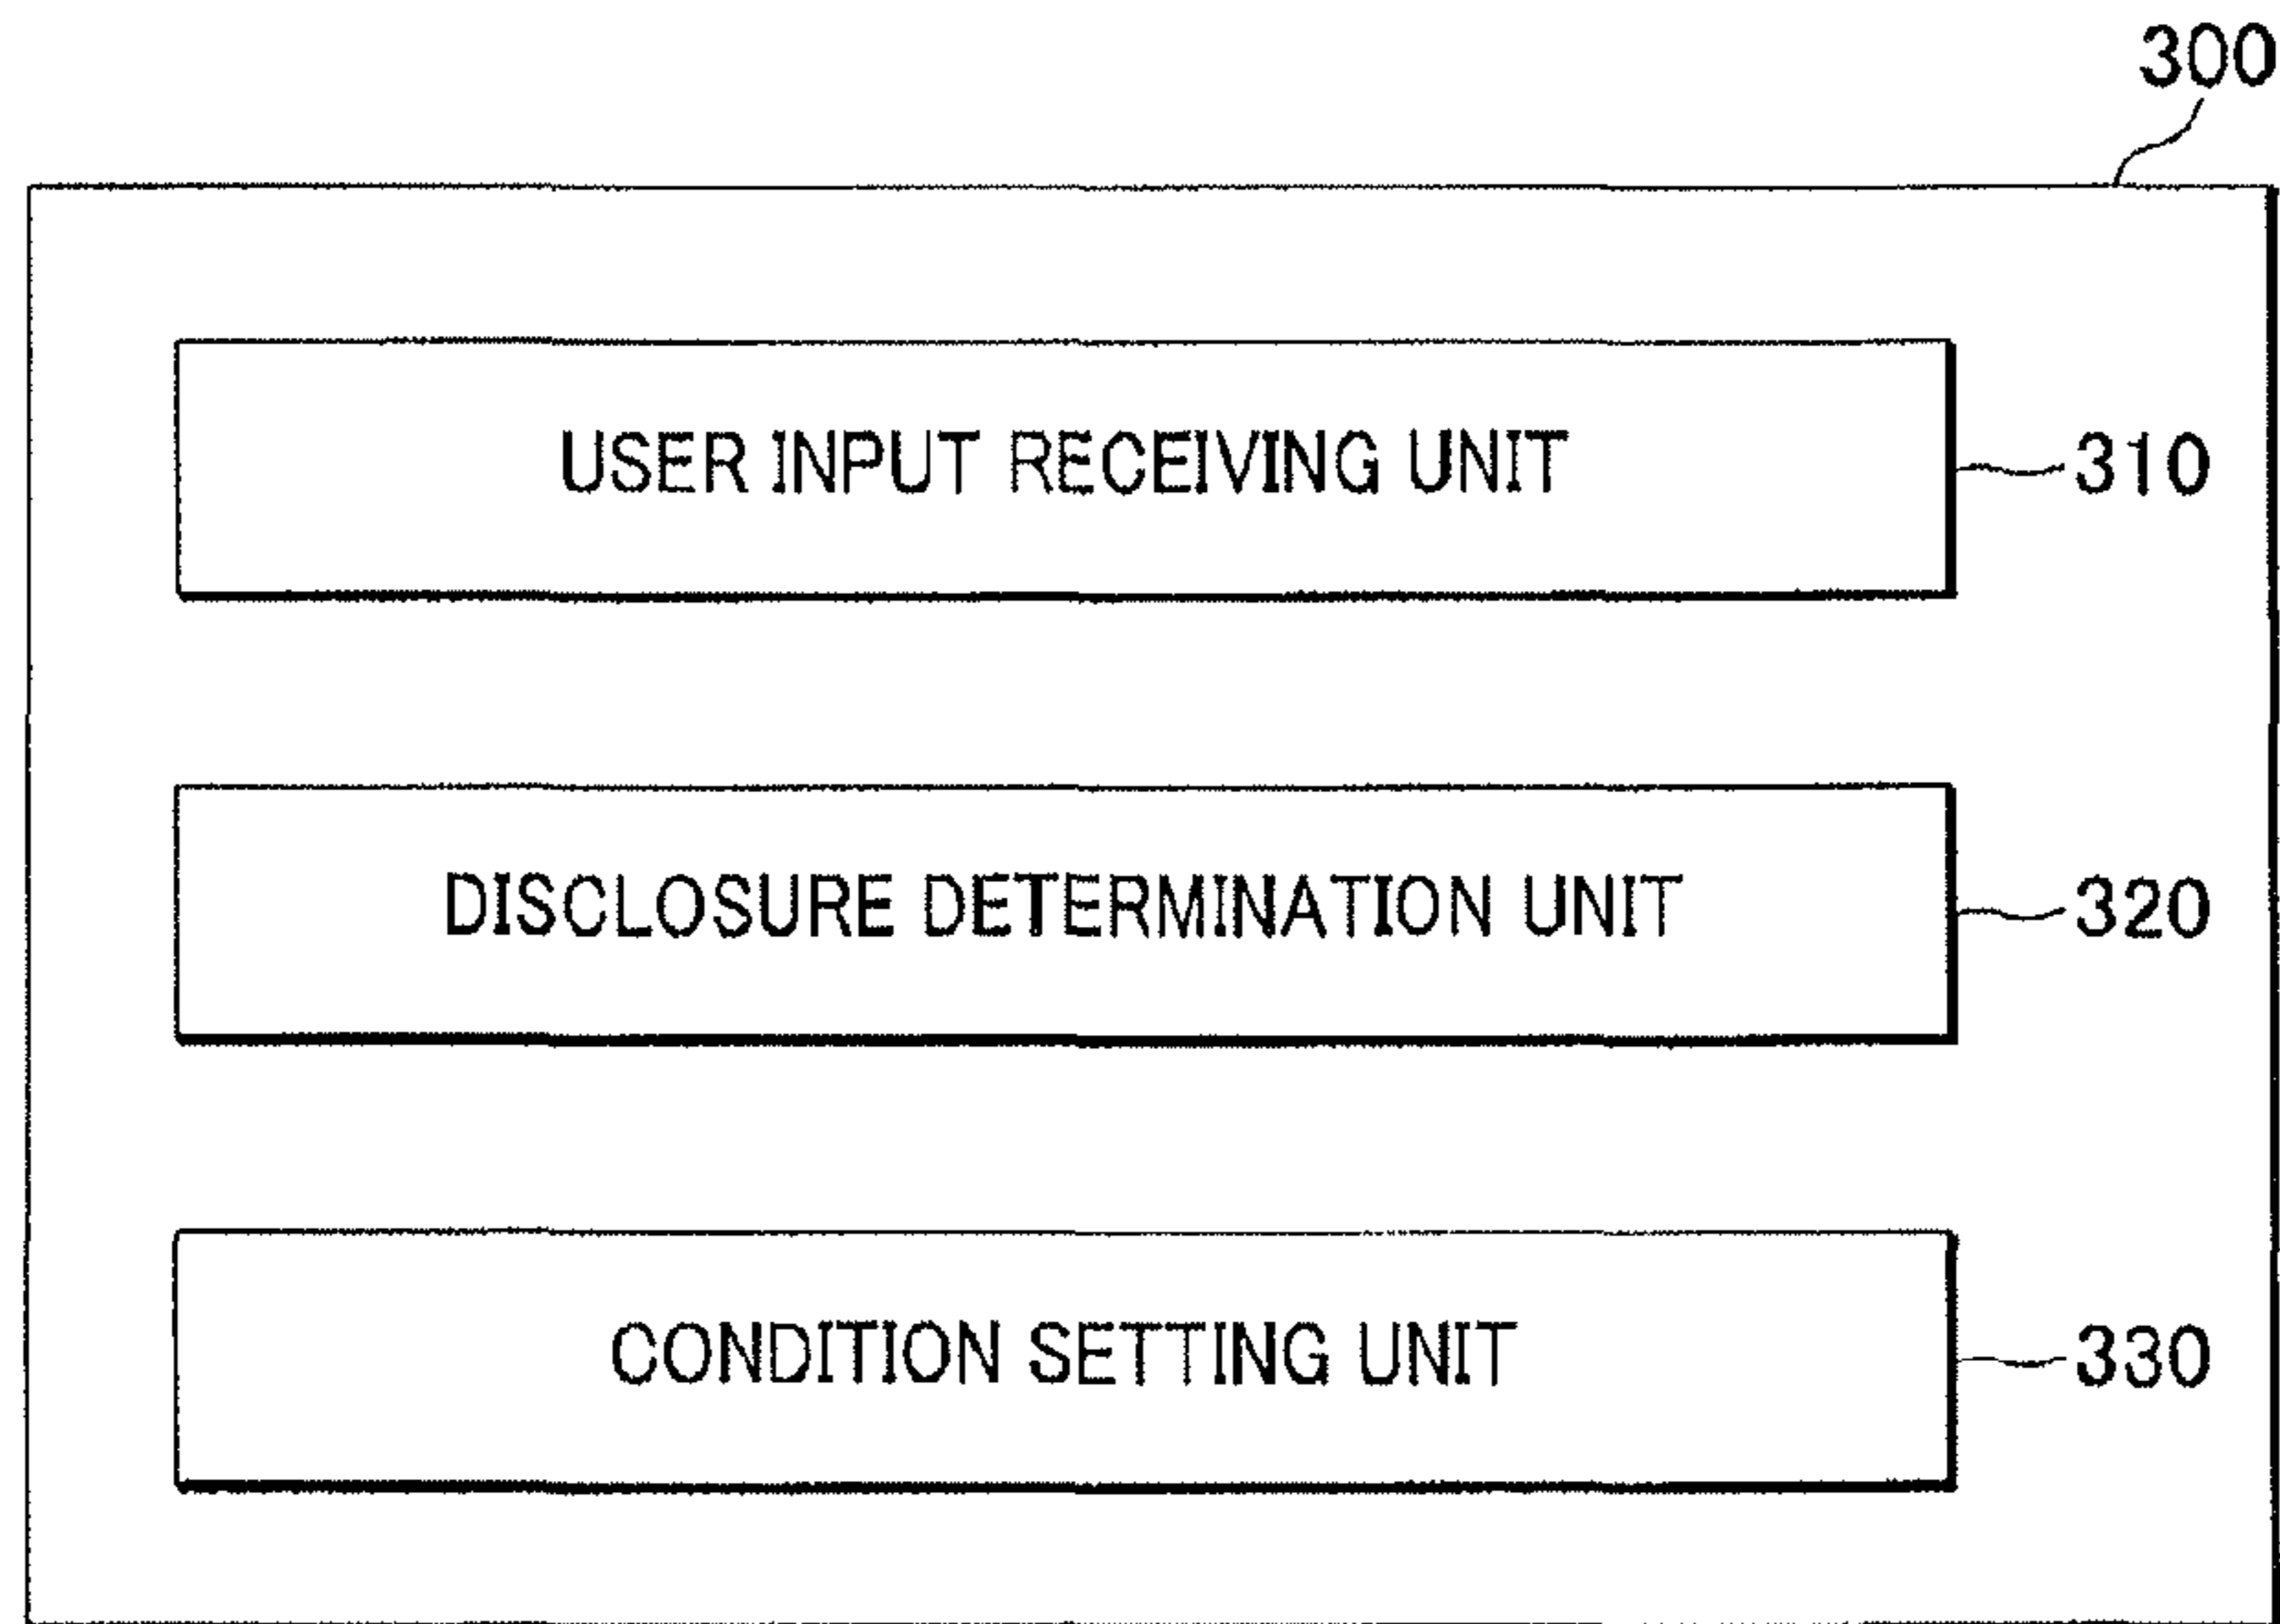 300
USER INPUT RECEIVING UNIT
310
DISCLOSURE DETERMINATION UNIT
320
CONDITION SETTING UNIT
330